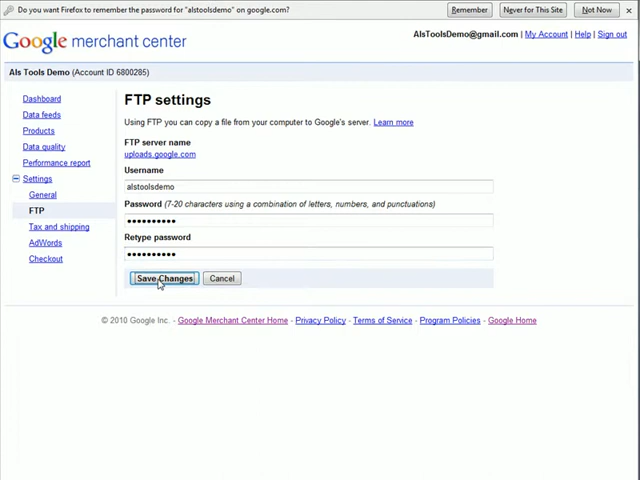 Do you want Firefox to remember the password for "alstoolsdemo" on google.com? Remember Never for This Site Not Now
Google merchant center
AlsToolsDemo@gmail.com | My Account | Help | Sign out
Als Tools Demo (Account ID 6800285)
Dashboard
Data feeds
Products
Data quality
Performance report
Settings
General
FTP
Tax and shipping
AdWords
Checkout
FTP settings
Using FTP you can copy a file from your computer to Google's server. Learn more
FTP server name
uploads.google.com
Username
alstoolsdemo
Password (7-20 characters using a combination of letters, numbers, and punctuations)
••••••••••
Retype password
••••••••••
Save Changes Cancel
© 2010 Google Inc. - Google Merchant Center Home - Privacy Policy - Terms of Service - Program Policies - Google Home